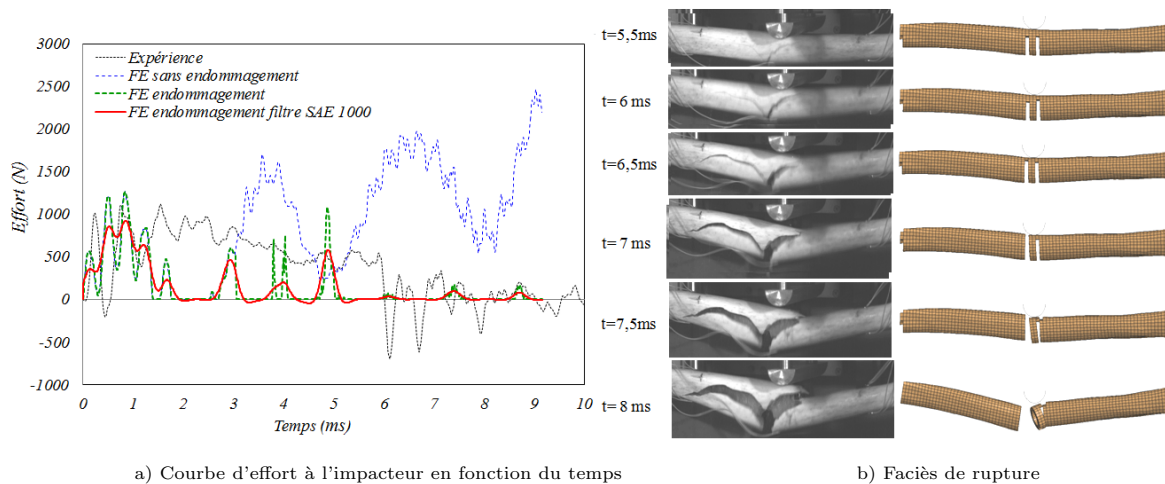 3000
2500
2000
1500
1000
500
0
-500
-1000
Effort (N)
Expérience
FE sans endommagement
FE endommagement
FE endommagement filtre SAE 1000
0 1 2 3 4 5 6 7 8 9 10
Temps (ms)
t=5,5ms
t= 6 ms
t=6,5ms
t= 7 ms
t=7,5ms
t= 8 ms
a) Courbe d'effort à l'impacteur en fonction du temps
b) Faciès de rupture